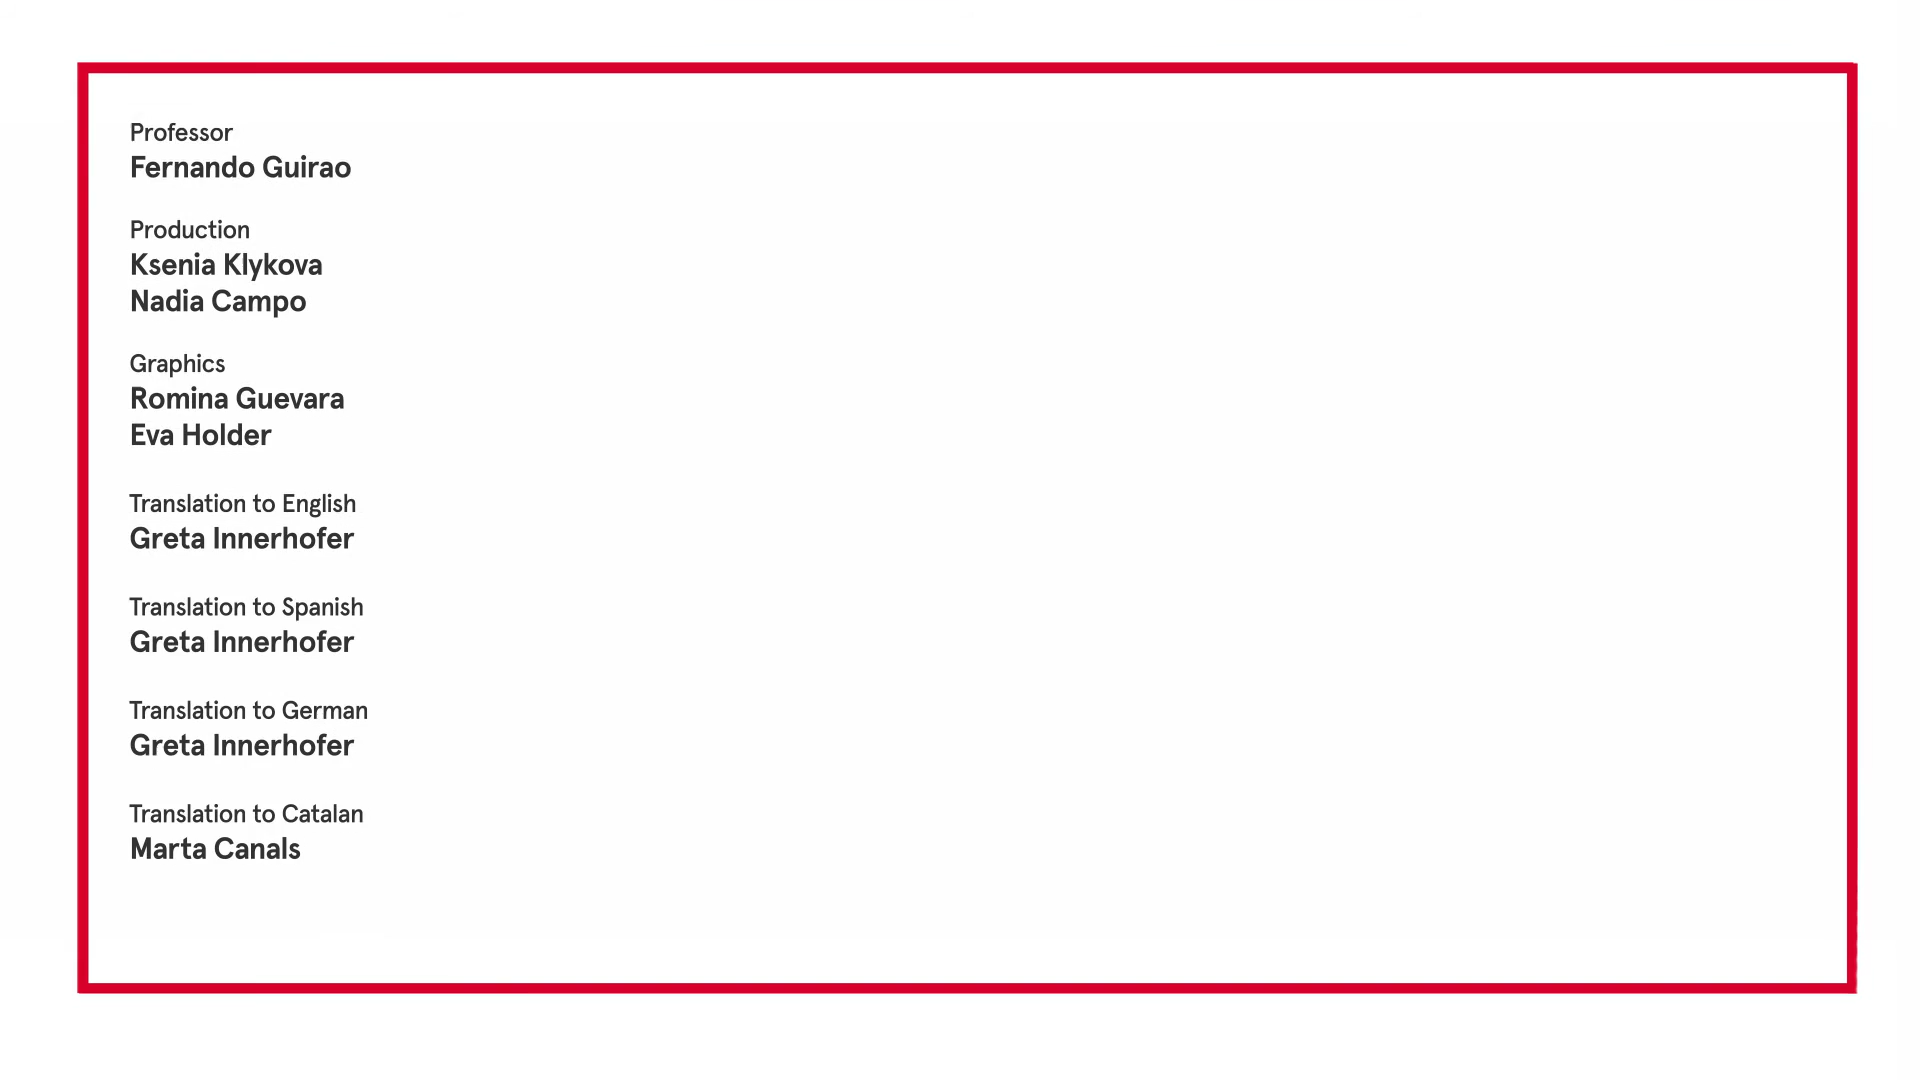 Professor
Fernando Guirao
Production
Ksenia Klykova
Nadia Campo
Graphics
Romina Guevara
Eva Holder
Translation to English
Greta Innerhofer
Translation to Spanish
Greta Innerhofer
Translation to German
Greta Innerhofer
Translation to Catalan
Marta Canals